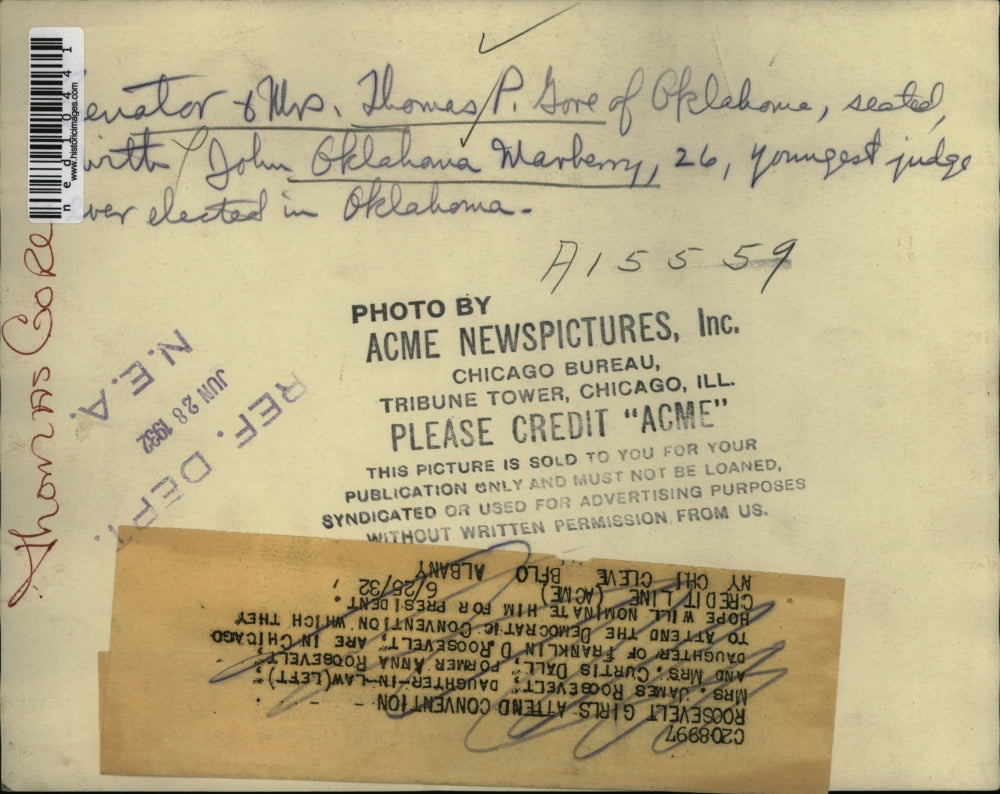 enator & Mrs. Thomas P. Gore of Oklahoma, seated,
with John Oklahoma Marberry, 26, youngest judge
ver elected in Oklahoma.
A15559
ned10441
www.historicimages.com
Thomas Gore
PHOTO BY
ACME NEWSPICTURES, Inc.
CHICAGO BUREAU,
TRIBUNE TOWER, CHICAGO, ILL.
PLEASE CREDIT "ACME"
THIS PICTURE IS SOLD TO YOU FOR YOUR
PUBLICATION ONLY AND MUST NOT BE LOANED,
SYNDICATED OR USED FOR ADVERTISING PURPOSES
WITHOUT WRITTEN PERMISSION FROM US.
REF. DEPT.
JUN 28 1932
N.E.A.
C208997
ROOSEVELT GIRLS ATTEND CONVENTION - - -
MRS. JAMES ROOSEVELT, DAUGHTER-IN-LAW (LEFT)
AND MRS. CURTIS DALL, FORMER ANNA ROOSEVELT,
DAUGHTER OF FRANKLIN D. ROOSEVELT, ARE IN CHICAGO
TO ATTEND THE DEMOCRATIC CONVENTION WHICH THEY
HOPE WILL NOMINATE HIM FOR PRESIDENT.
CREDIT LINE (ACME) 6/25/32
NY CHI CLEVE BFLO ALBANY